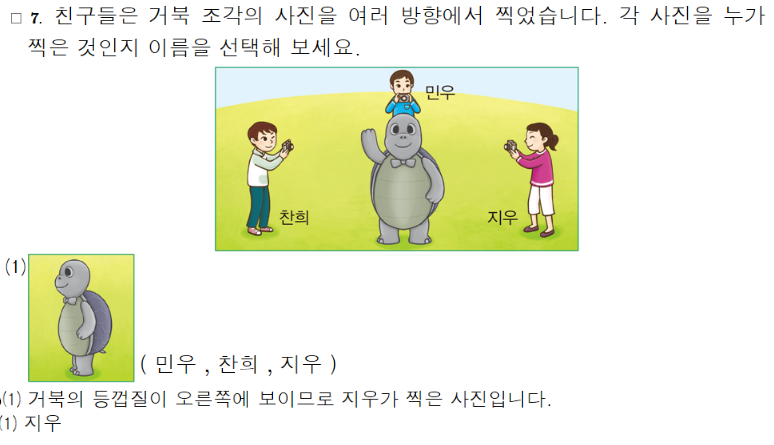 □ 7. 친구들은 거북 조각의 사진을 여러 방향에서 찍었습니다. 각 사진을 누가
찍은 것인지 이름을 선택해 보세요.
민우
찬희
지우
(1)
( 민우 , 찬희 , 지우 )
(1) 거북의 등껍질이 오른쪽에 보이므로 지우가 찍은 사진입니다.
(1) 지우